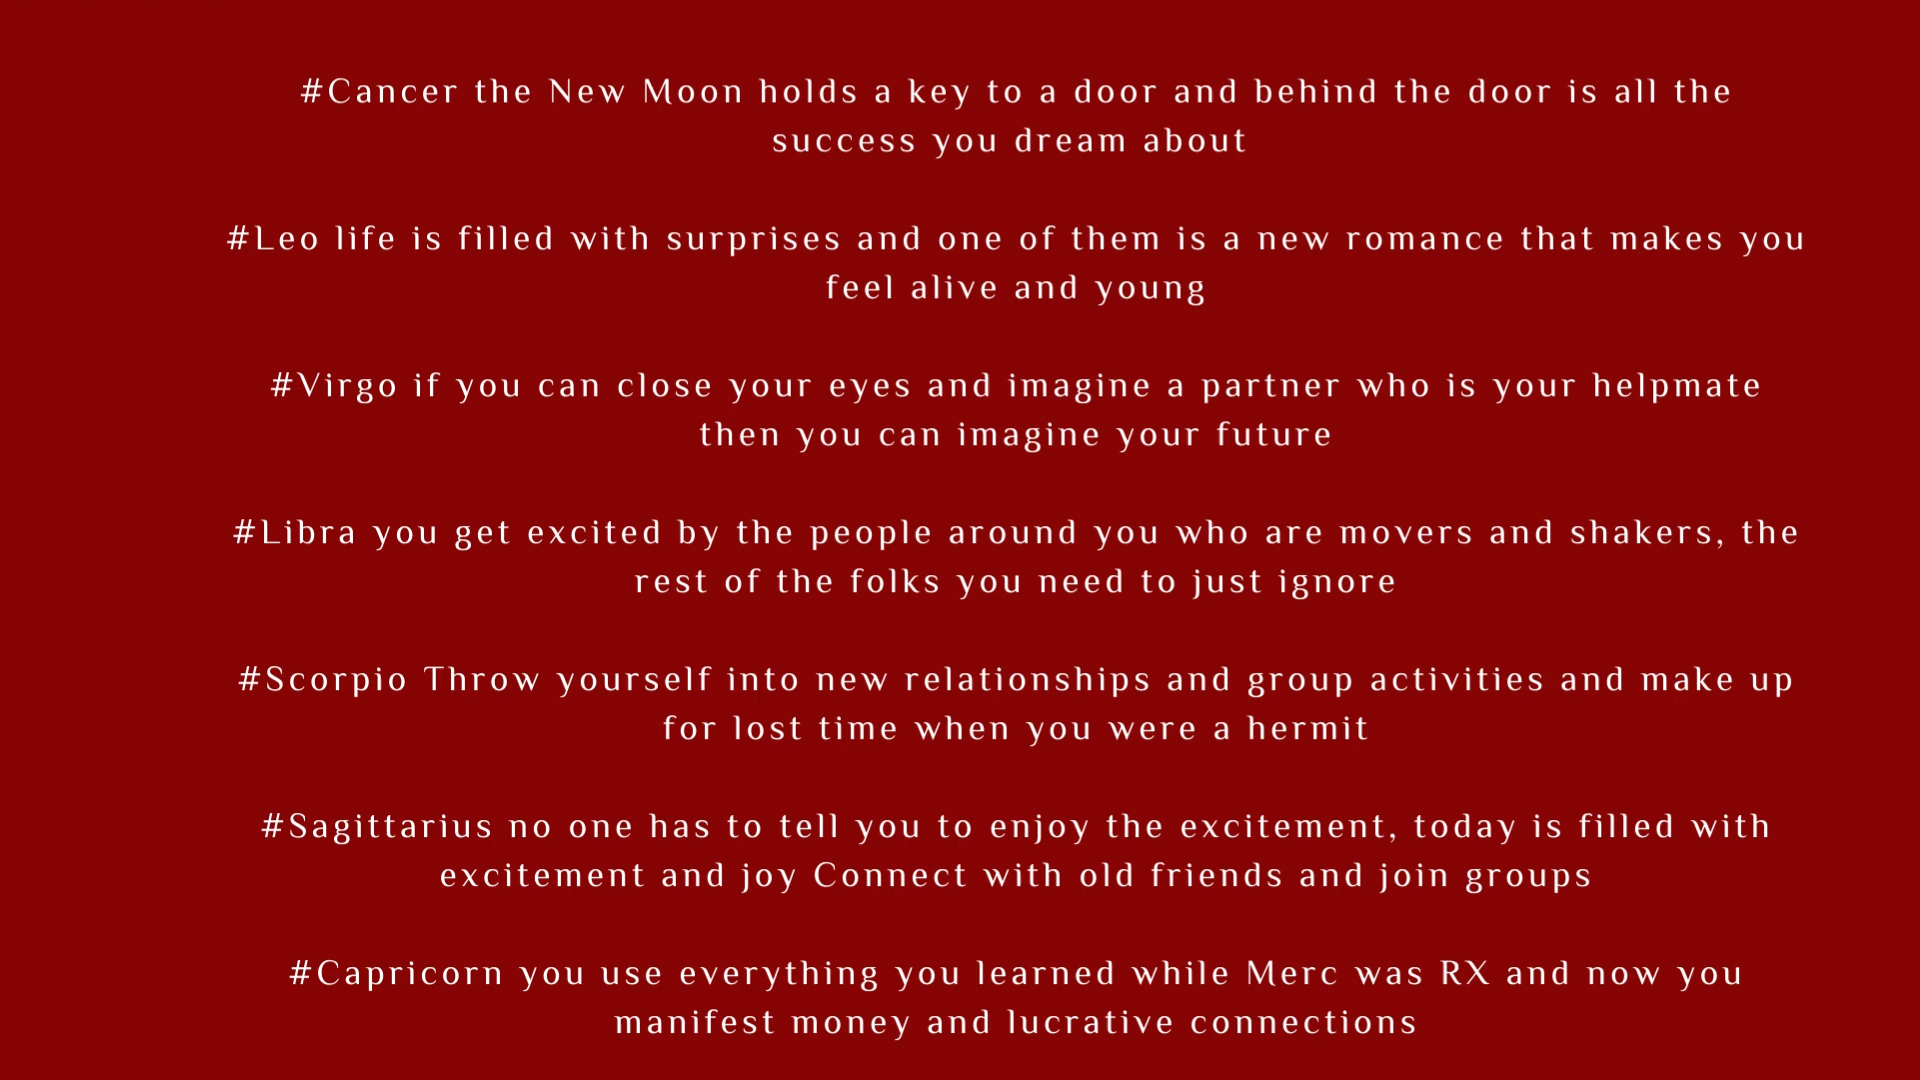 #Cancer the New Moon holds a key to a door and behind the door is all the
success you dream about
#Leo life is filled with surprises and one of them is a new romance that makes you
feel alive and young
#Virgo if you can close your eyes and imagine a partner who is your helpmate
then you can imagine your future
#Libra you get excited by the people around you who are movers and shakers, the
rest of the folks you need to just ignore
#Scorpio Throw yourself into new relationships and group activities and make up
for lost time when you were a hermit
#Sagittarius no one has to tell you to enjoy the excitement, today is filled with
excitement and joy Connect with old friends and join groups
#Capricorn you use everything you learned while Merc was RX and now you
manifest money and lucrative connections